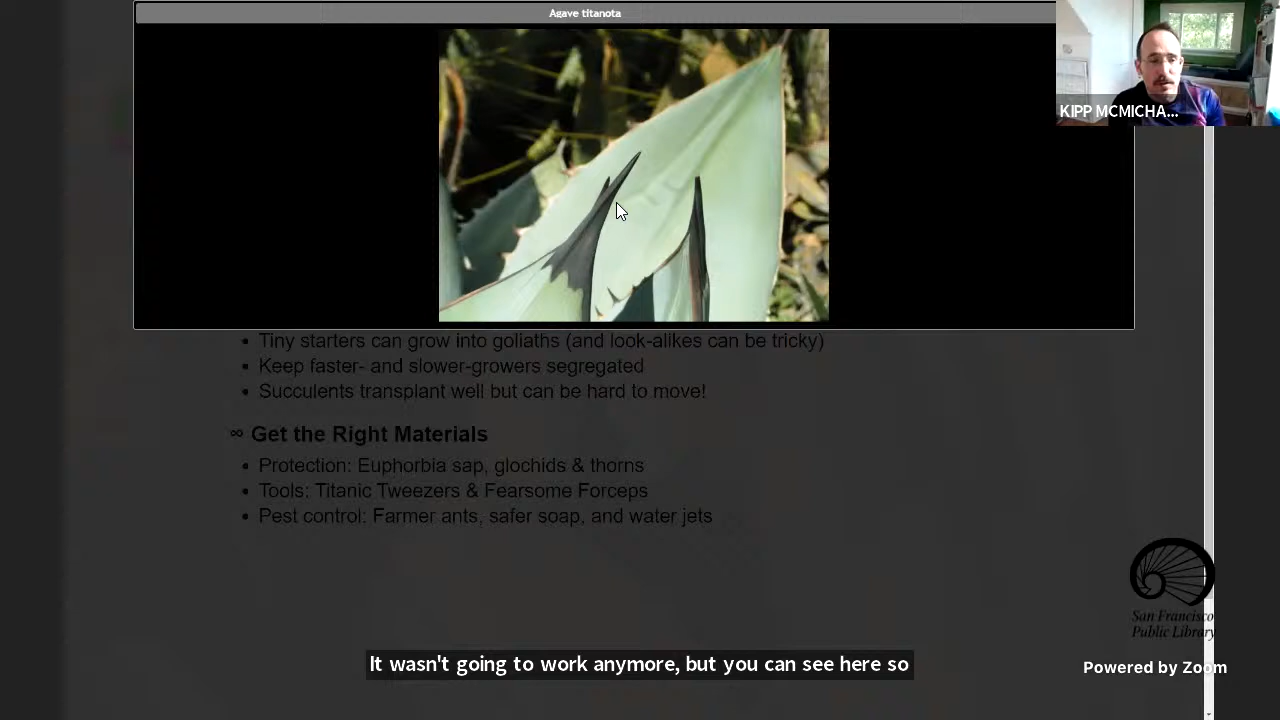 Agave titanota
KIPP MCMICHA...
• Tiny starters can grow into goliaths (and look-alikes can be tricky)
• Keep faster- and slower-growers segregated
• Succulents transplant well but can be hard to move!
∞ Get the Right Materials
• Protection: Euphorbia sap, glochids & thorns
• Tools: Titanic Tweezers & Fearsome Forceps
• Pest control: Farmer ants, safer soap, and water jets
San Francisco
Public Library
It wasn't going to work anymore, but you can see here so
Powered by Zoom